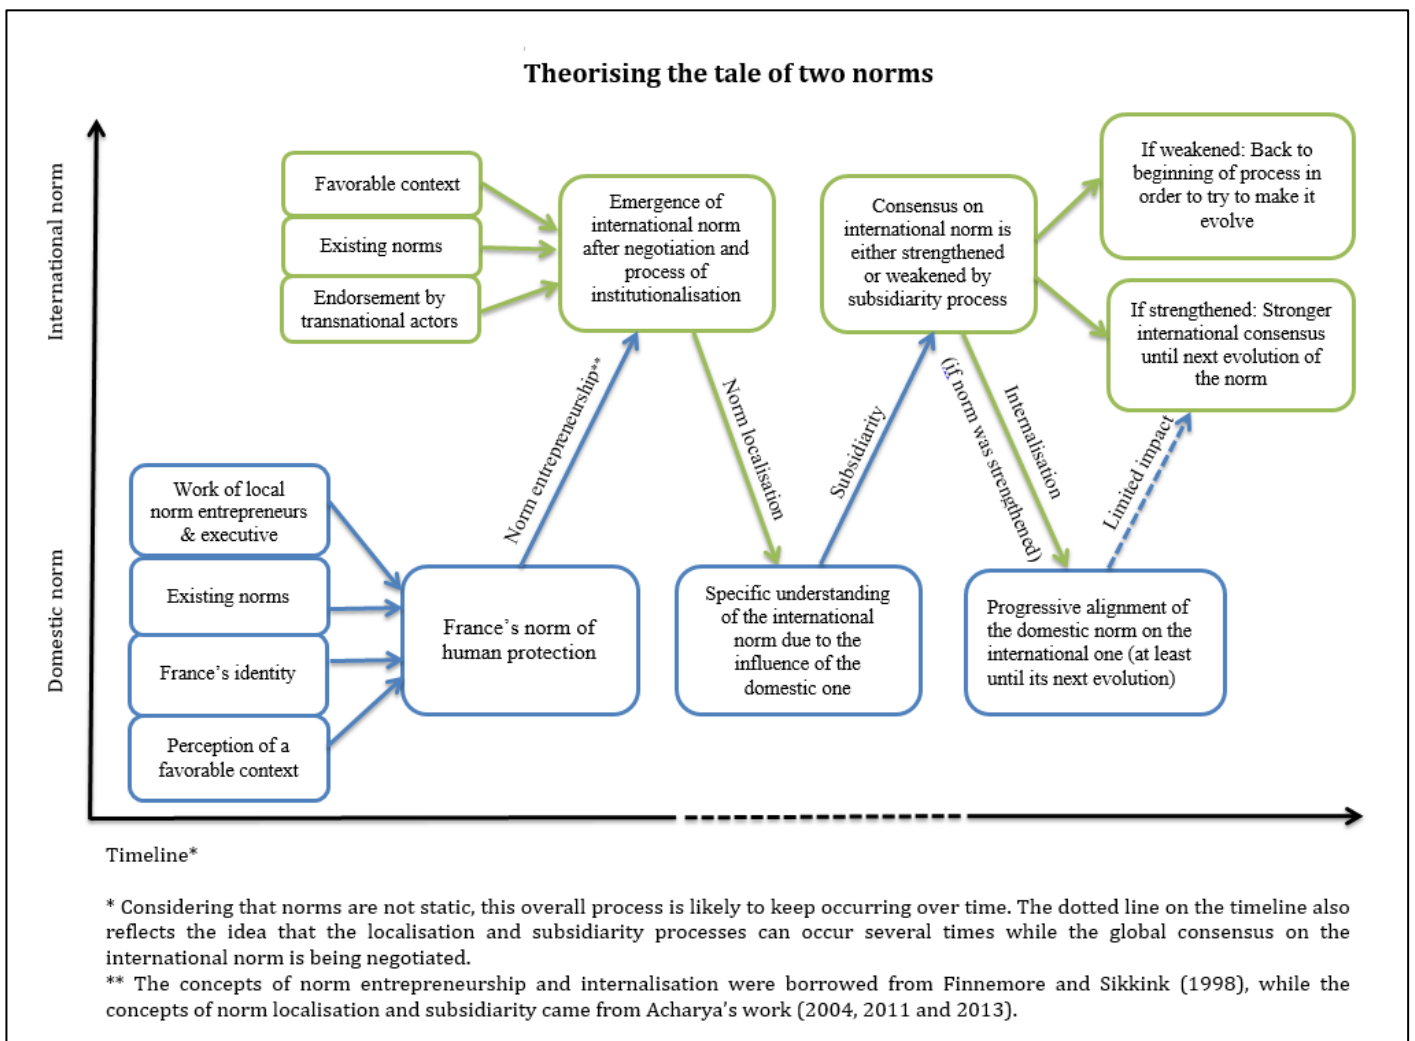 Theorising the tale of two norms
International norm
Domestic norm
Favorable context
Existing norms
Endorsement by
transnational actors
Emergence of
international norm
after negotiation and
process of
institutionalisation
Consensus on
international norm is
either strengthened
or weakened by
subsidiarity process
If weakened: Back to
beginning of process in
order to try to make it
evolve
If strengthened: Stronger
international consensus
until next evolution of
the norm
Norm entrepreneurship**
Norm localisation
Subsidiarity
(if norm was strengthened)
Internalisation
Limited impact
Work of local
norm entrepreneurs
& executive
Existing norms
France's identity
Perception of a
favorable context
France's norm of
human protection
Specific understanding
of the international
norm due to the
influence of the
domestic one
Progressive alignment of
the domestic norm on the
international one (at least
until its next evolution)
Timeline*
* Considering that norms are not static, this overall process is likely to keep occurring over time. The dotted line on the timeline also
reflects the idea that the localisation and subsidiarity processes can occur several times while the global consensus on the
international norm is being negotiated.
** The concepts of norm entrepreneurship and internalisation were borrowed from Finnemore and Sikkink (1998), while the
concepts of norm localisation and subsidiarity came from Acharya's work (2004, 2011 and 2013).